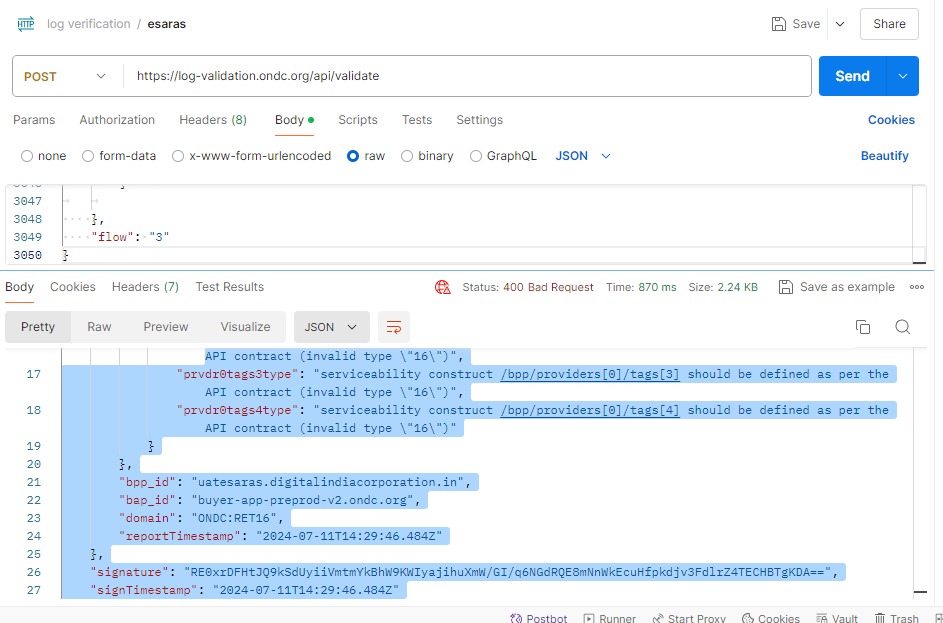 HTTP log verification / esaras Save Share
POST https://log-validation.ondc.org/api/validate Send
Params Authorization Headers (8) Body Scripts Tests Settings Cookies
none form-data x-www-form-urlencoded raw binary GraphQL JSON Beautify
3047
3048 },
3049 "flow": "3"
3050 }
Body Cookies Headers (7) Test Results Status: 400 Bad Request Time: 870 ms Size: 2.24 KB Save as example
Pretty Raw Preview Visualize JSON
API contract (invalid type \"16\")",
17 "prvdr0tags3type": "serviceability construct /bpp/providers[0]/tags[3] should be defined as per the
API contract (invalid type \"16\")",
18 "prvdr0tags4type": "serviceability construct /bpp/providers[0]/tags[4] should be defined as per the
API contract (invalid type \"16\")"
19 }
20 },
21 "bpp_id": "uatesaras.digitalindiacorporation.in",
22 "bap_id": "buyer-app-preprod-v2.ondc.org",
23 "domain": "ONDC:RET16",
24 "reportTimestamp": "2024-07-11T14:29:46.484Z"
25 },
26 "signature": "RE0xrDFHtJQ9kSdUyiiVmtmYkBhW9KWIyajihuXmW/GI/q6NGdRQE8mNnWkEcuHfpkdjv3FdlrZ4TECHBTgKDA==",
27 "signTimestamp": "2024-07-11T14:29:46.484Z"
Postbot Runner Start Proxy Cookies Vault Trash